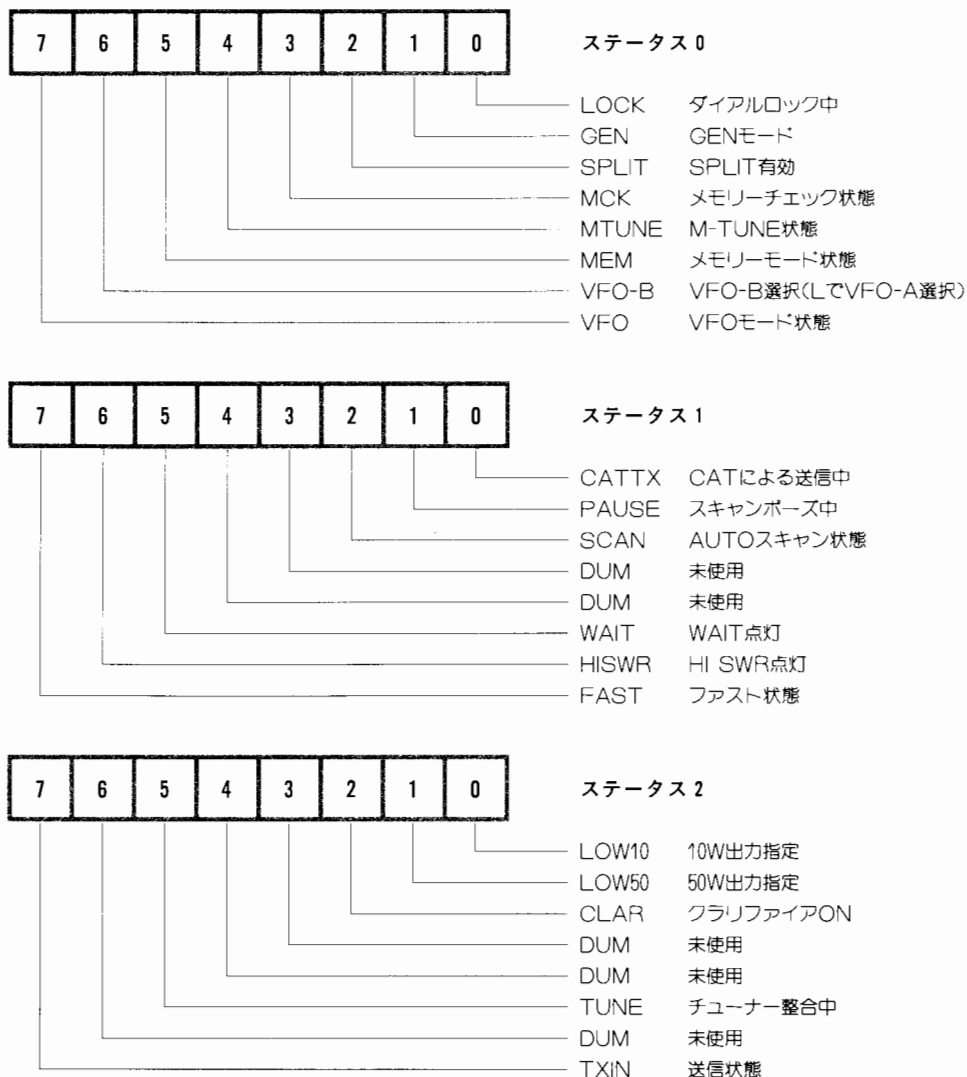 7 6 5 4 3 2 1 0 ステータス0
LOCK ダイアルロック中
GEN GENモード
SPLIT SPLIT有効
MCK メモリーチェック状態
MTUNE M-TUNE状態
MEM メモリーモード状態
VFO-B VFO-B選択(LでVFO-A選択)
VFO VFOモード状態
7 6 5 4 3 2 1 0 ステータス1
CATTX CATによる送信中
PAUSE スキャンポーズ中
SCAN AUTOスキャン状態
DUM 未使用
DUM 未使用
WAIT WAIT点灯
HISWR HI SWR点灯
FAST ファスト状態
7 6 5 4 3 2 1 0 ステータス2
LOW10 10W出力指定
LOW50 50W出力指定
CLAR クラリファイアON
DUM 未使用
DUM 未使用
TUNE チューナー整合中
DUM 未使用
TXIN 送信状態